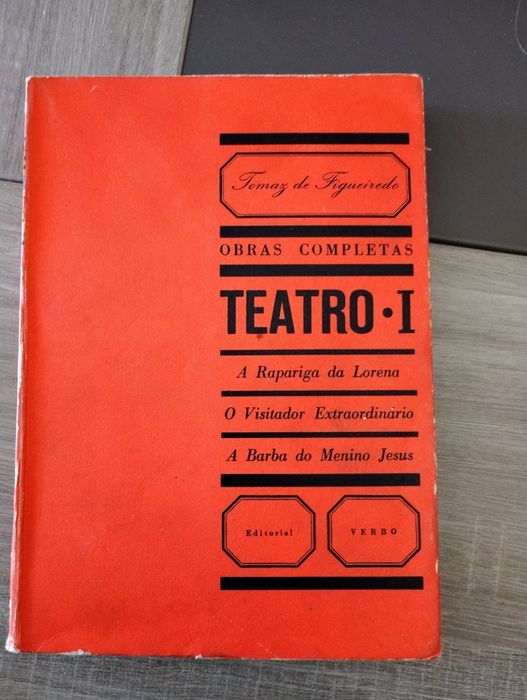 Tomaz de Figueiredo
OBRAS COMPLETAS
TEATRO • I
A Rapariga da Lorena
O Visitador Extraordinário
A Barba do Menino Jesus
Editorial VERBO